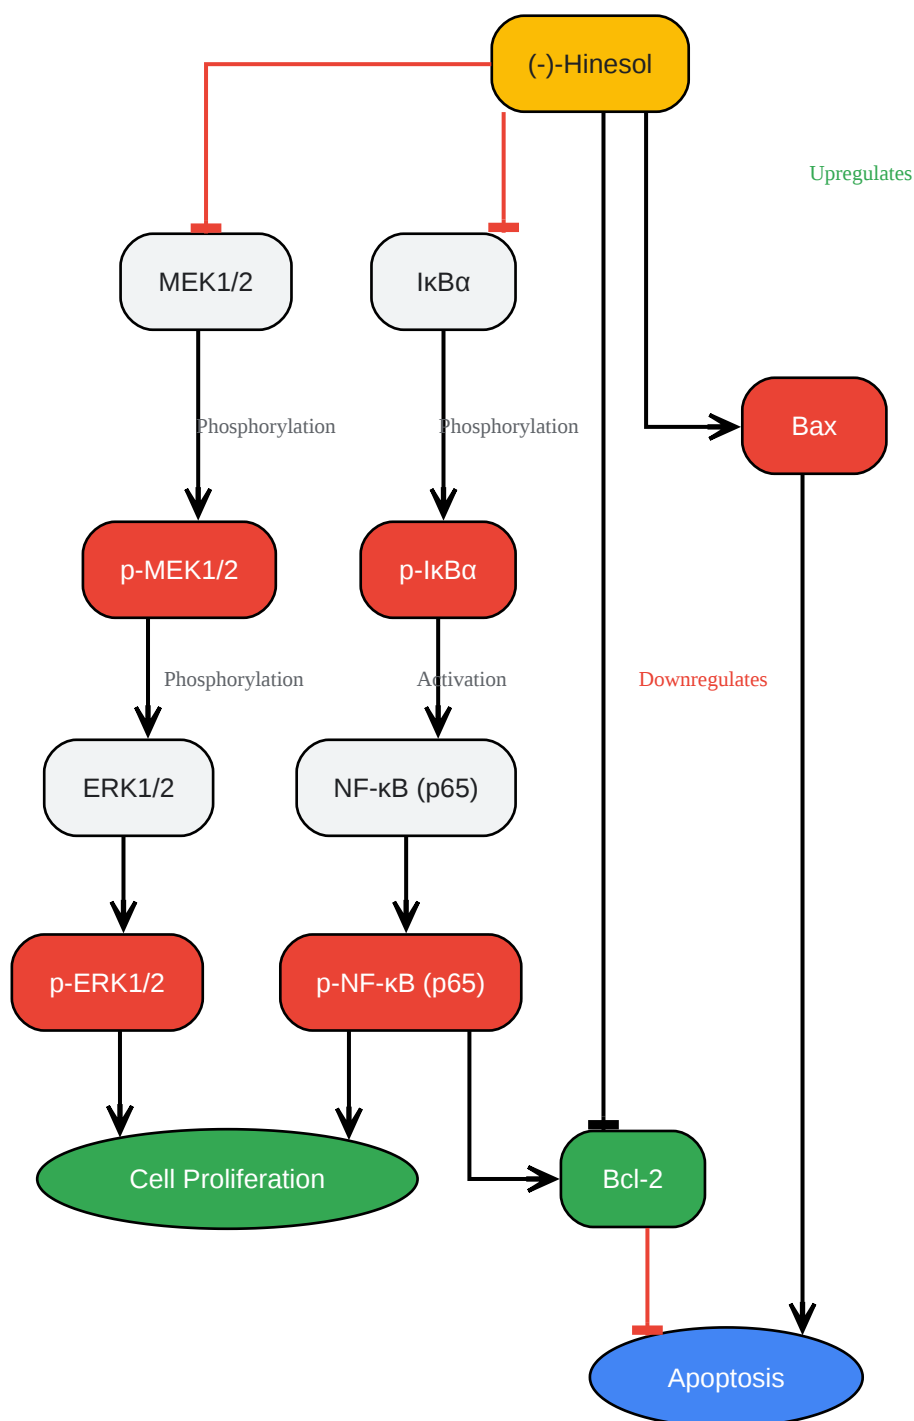 (-)-Hinesol
Upregulates
MEK1/2
IκBα
Phosphorylation
Phosphorylation
Bax
p-MEK1/2
p-IκBα
Phosphorylation
Activation
Downregulates
ERK1/2
NF-κB (p65)
p-ERK1/2
p-NF-κB (p65)
Cell Proliferation
Bcl-2
Apoptosis